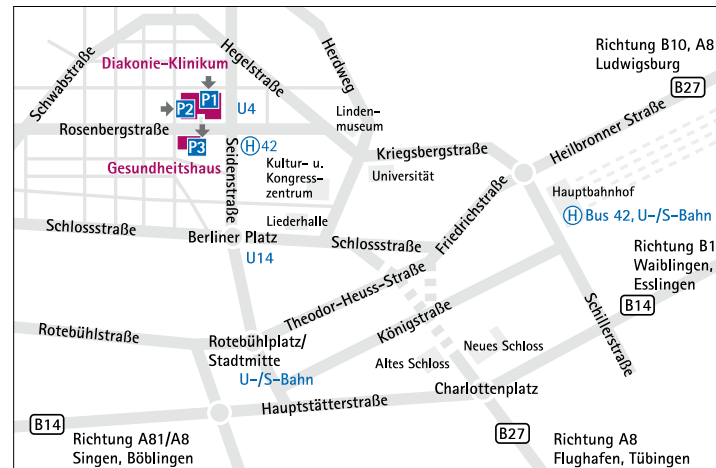 Richtung B10, A8
Ludwigsburg
B27
Schwabstraße
Diakonie-Klinikum
Hegelstraße
Herdweg
P1
P2
U4
Linden-
museum
Rosenbergstraße
H 42
P3
Gesundheitshaus
Seidenstraße
Kultur- u.
Kongress-
zentrum
Kriegsbergstraße
Universität
Heilbronner Straße
Hauptbahnhof
H Bus 42, U-/S-Bahn
Liederhalle
Schlossstraße
Berliner Platz
U14
Schlossstraße
Friedrichstraße
Richtung B1
Waiblingen,
Esslingen
B14
Theodor-Heuss-Straße
Königstraße
Schillerstraße
Rotebühlstraße
Rotebühlplatz/
Stadtmitte
U-/S-Bahn
Neues Schloss
Altes Schloss
Charlottenplatz
Hauptstätterstraße
B14
Richtung A81/A8
Singen, Böblingen
B27
Richtung A8
Flughafen, Tübingen